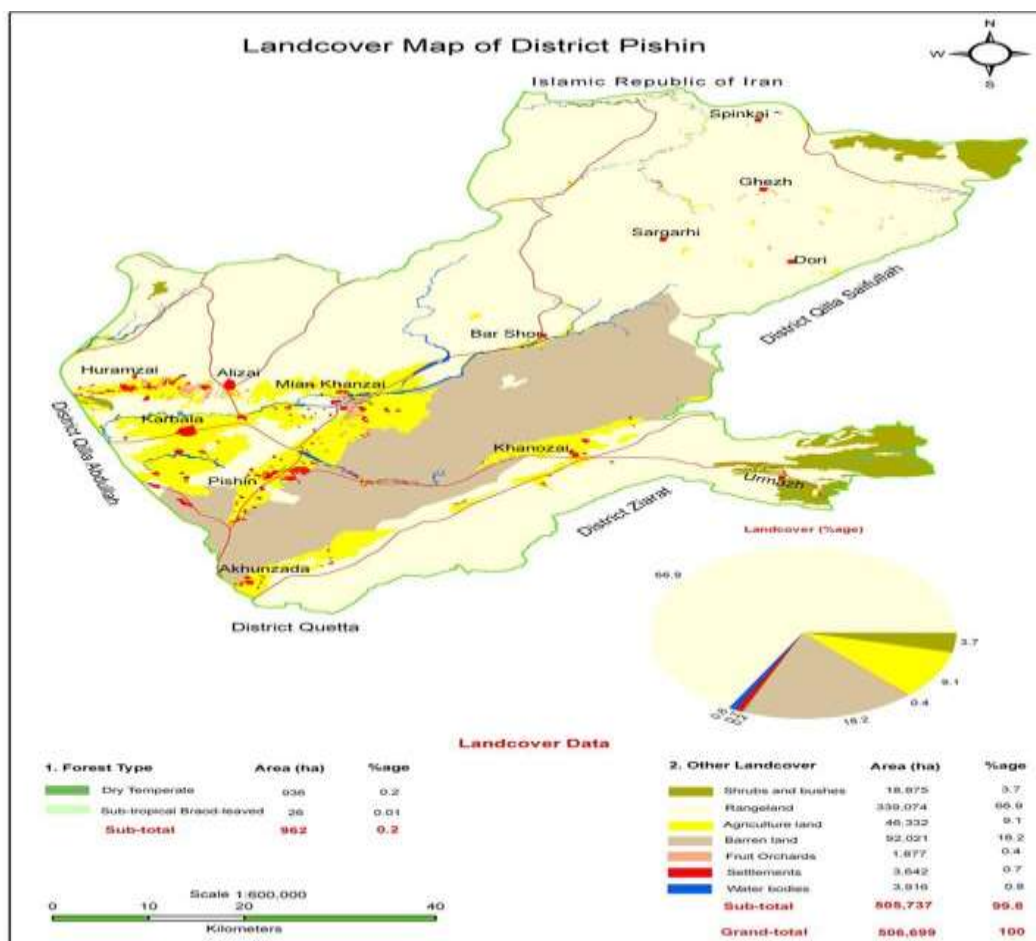 Landcover Map of District Pishin
N
W
E
S
Islamic Republic of Iran
Spinkai
Ghezh
Sargarhi
Dori
District Qilla Saifullah
Bar Shor
Huramzai
Alizai
Mian Khanzai
Karbala
District Qilla Abdullah
Khanozai
Pishin
Urmazh
District Ziarat
Akhunzada
District Quetta
Landcover (%age)
66.9
3.7
9.1
0.4
18.2
Landcover Data
1. Forest Type Area (ha) %age
Dry Temperate 936 0.2
Sub-tropical Braod-leaved 26 0.01
Sub-total 962 0.2
2. Other Landcover Area (ha) %age
Shrubs and bushes 18,875 3.7
Rangeland 339,074 66.9
Agriculture land 46,332 9.1
Barren land 92,021 18.2
Fruit Orchards 1,877 0.4
Settlements 3,642 0.7
Water bodies 3,916 0.8
Sub-total 505,737 99.8
Grand-total 506,699 100
Scale 1:600,000
0 10 20 40
Kilometers